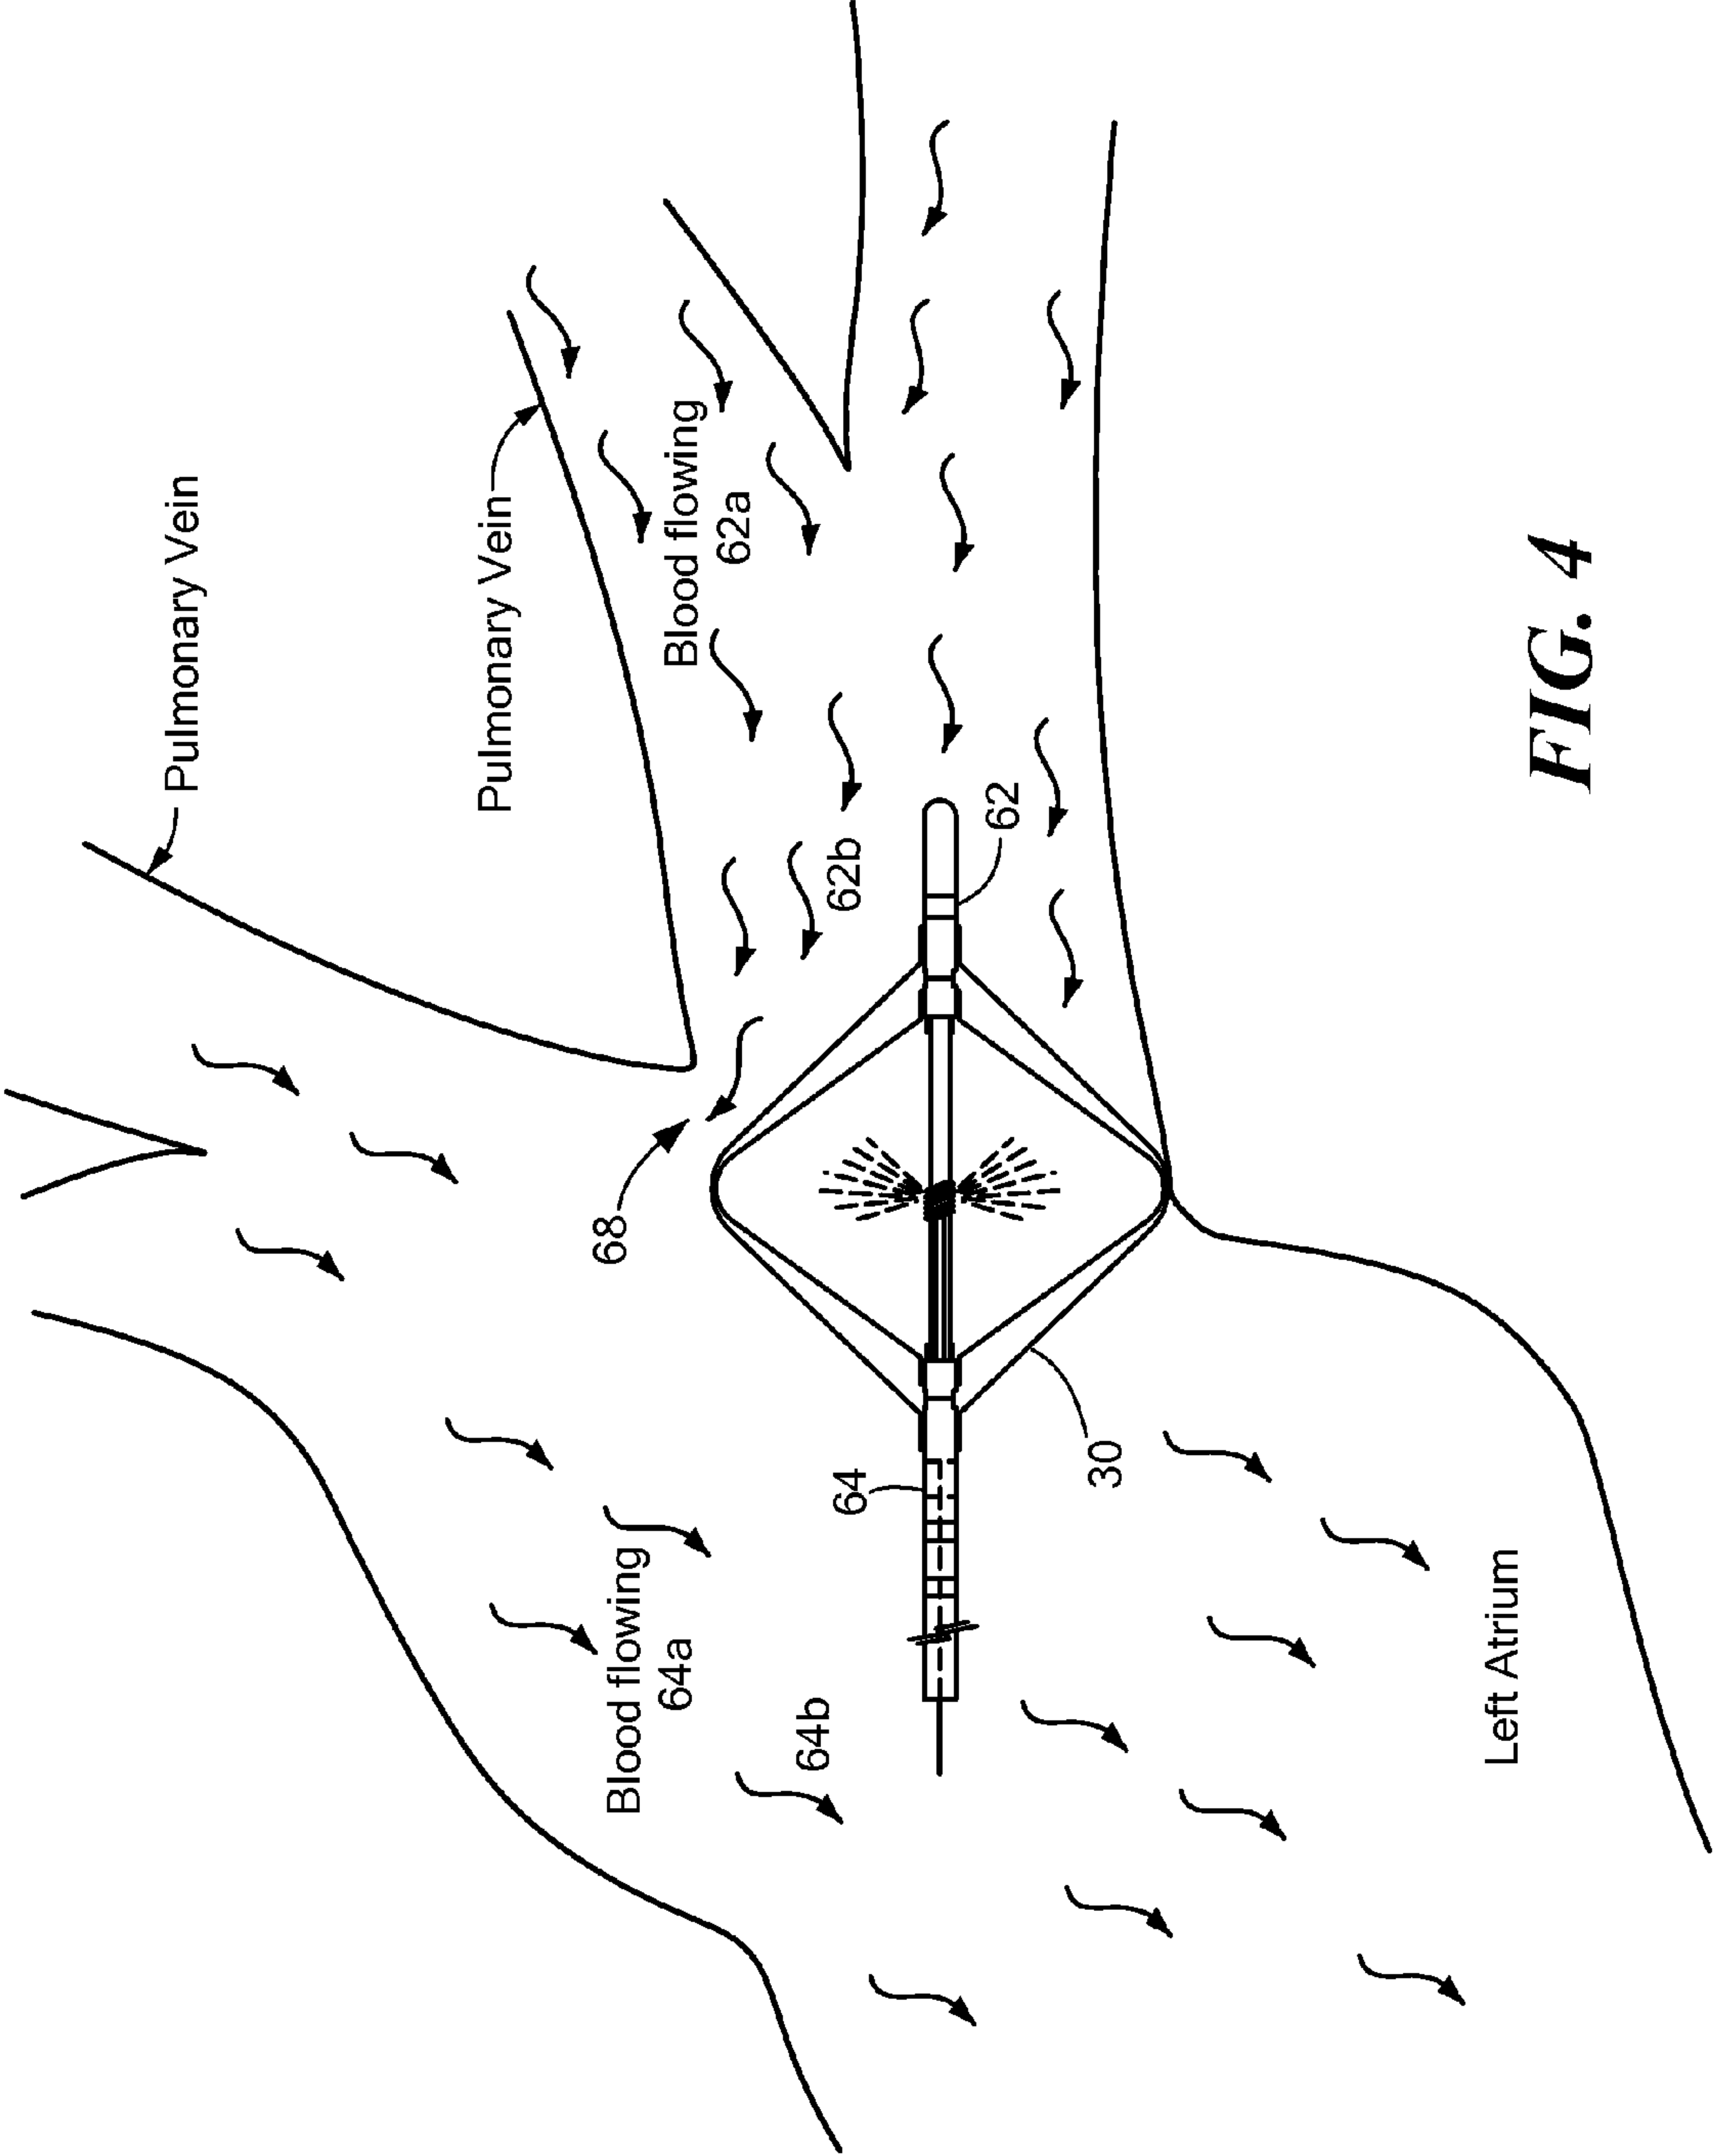 Pulmonary Vein
Pulmonary Vein
Blood flowing
62a
62b
62
68
64
30
Blood flowing
64a
64b
Left Atrium
FIG. 4